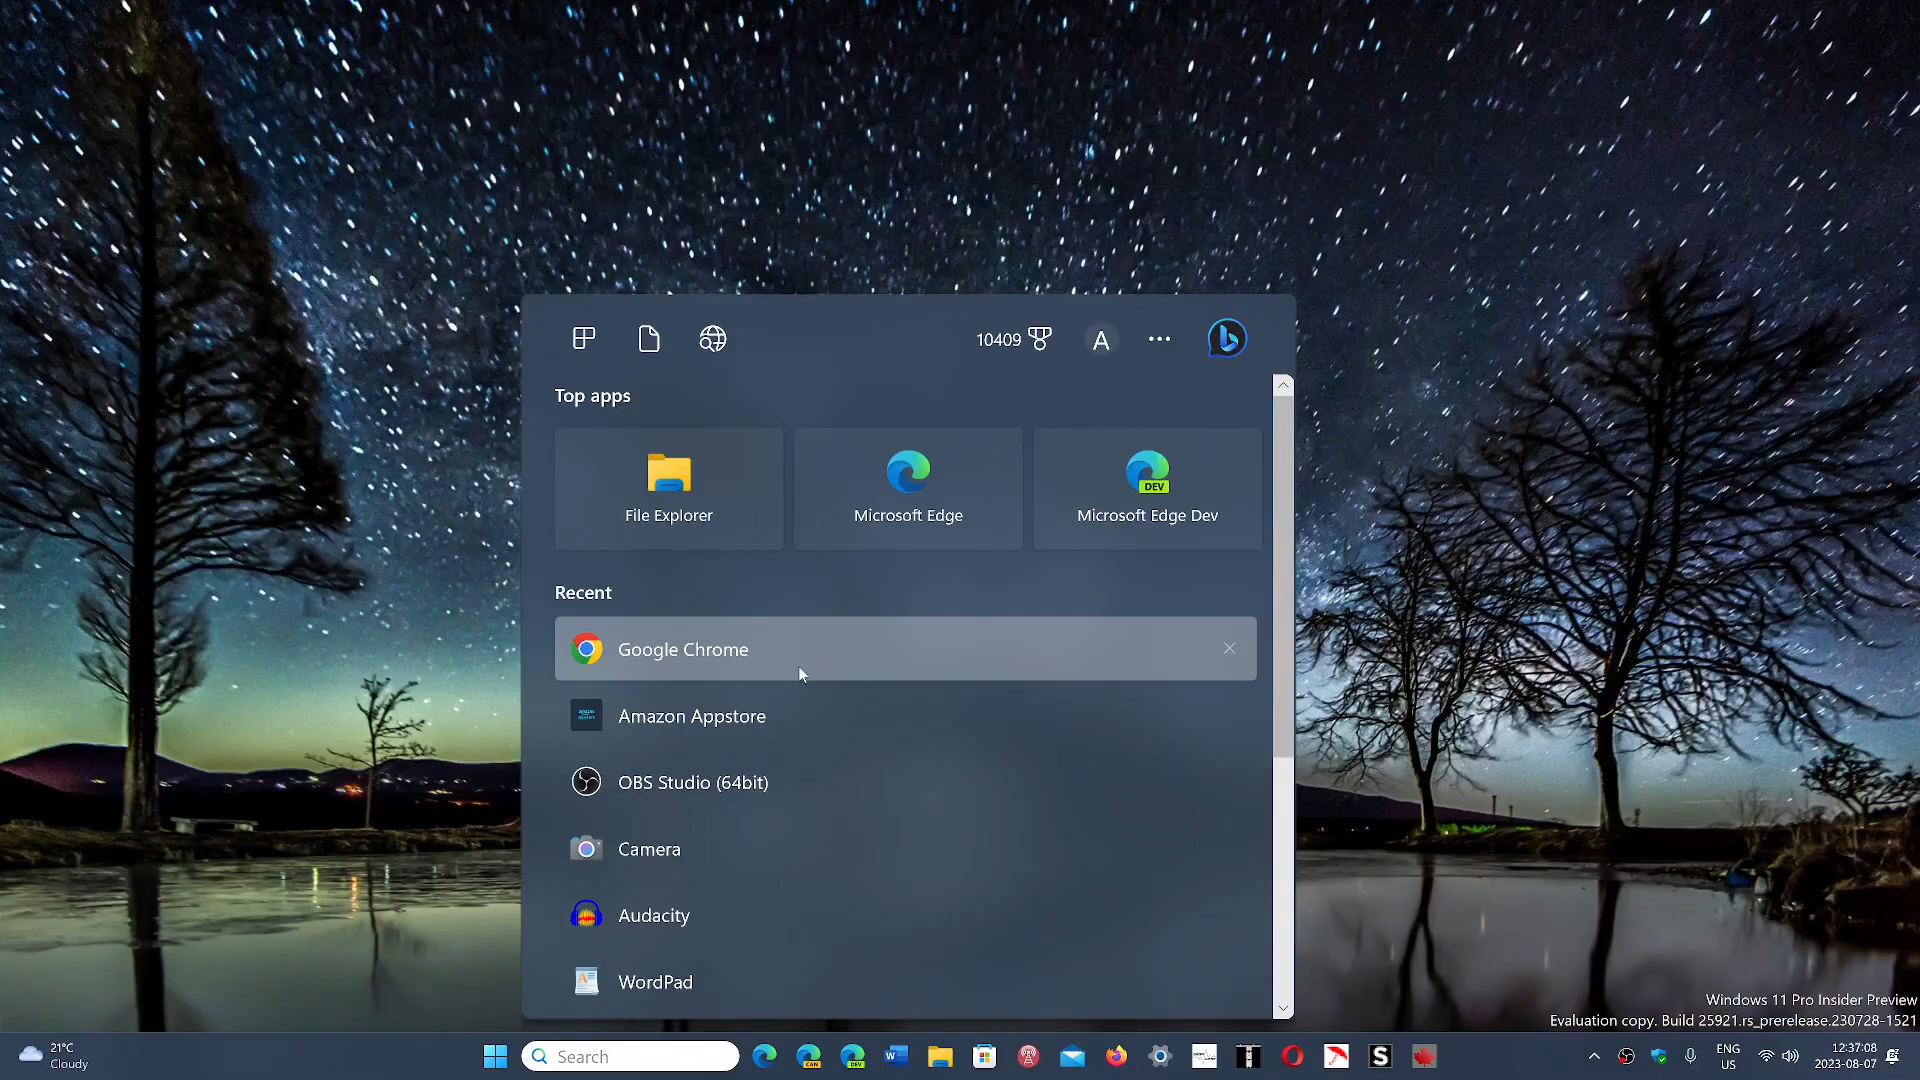 10409
A
Top apps
File Explorer
Microsoft Edge
DEV
Microsoft Edge Dev
Recent
Google Chrome
Amazon Appstore
OBS Studio (64bit)
Camera
Audacity
WordPad
Windows 11 Pro Insider Preview
Evaluation copy. Build 25921.rs_prerelease.230728-1521
21°C
Cloudy
Search
CAN
DEV
W
S
ENG
US
12:37:08
2023-08-07